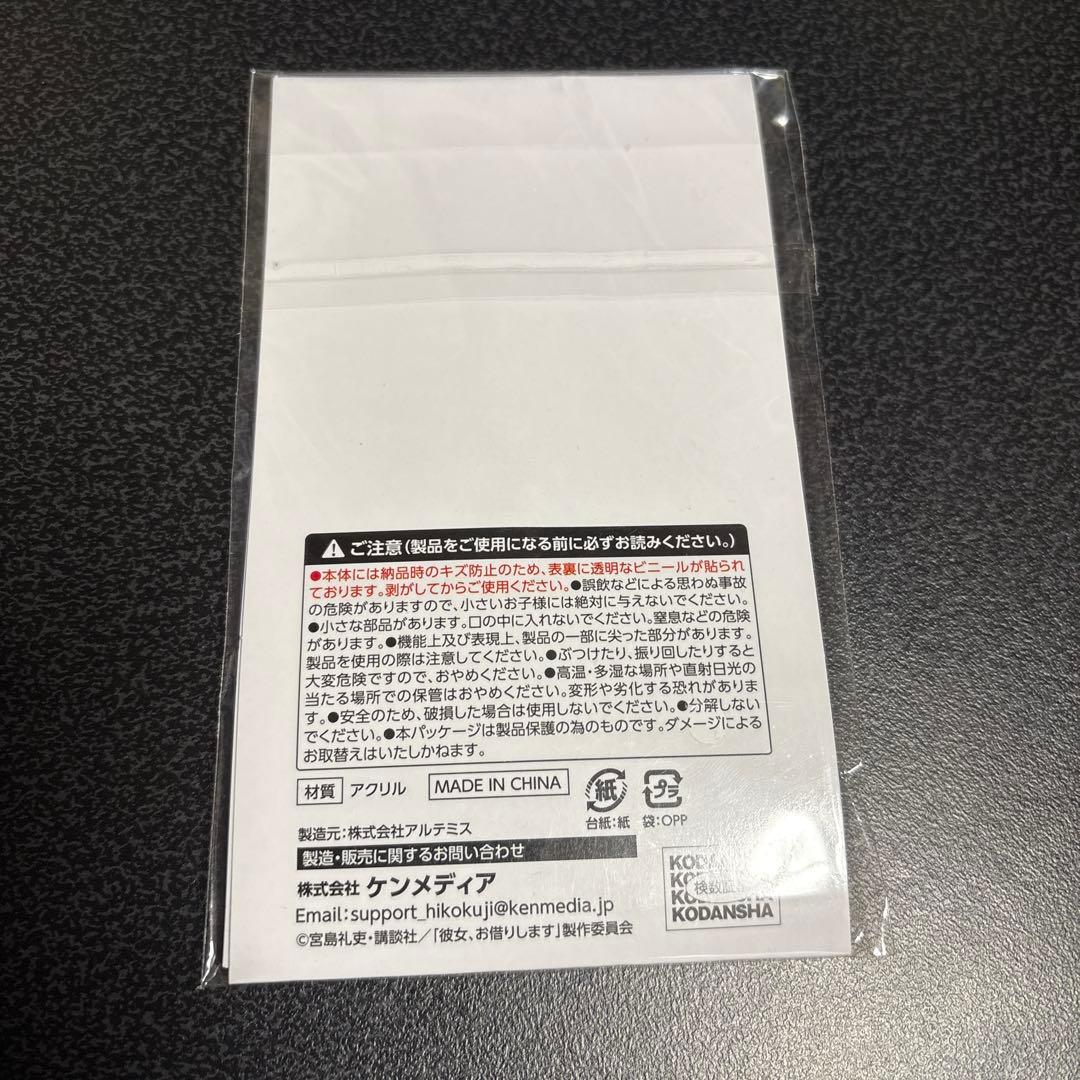 ご注意(製品をご使用になる前に必ずお読みください。)
●本体には納品時のキズ防止のため、表裏に透明なビニールが貼られ
ております。剥がしてからご使用ください。●誤飲などによる思わぬ事故
の危険がありますので、小さいお子様には絶対に与えないでください。
●小さな部品があります。口の中に入れないでください。窒息などの危険
があります。●機能上及び表現上、製品の一部に尖った部分があります。
製品を使用の際は注意してください。●ぶつけたり、振り回したりすると
大変危険ですので、おやめください。●高温・多湿な場所や直射日光の
当たる場所での保管はおやめください。変形や劣化する恐れがありま
す。●安全のため、破損した場合は使用しないでください。●分解しない
でください。●本パッケージは製品保護の為のものです。ダメージによる
お取替えはいたしかねます。
材質 アクリル MADE IN CHINA 紙 プラ
台紙:紙 袋:OPP
製造元:株式会社アルテミス
製造・販売に関するお問い合わせ
株式会社 ケンメディア
Email:support_hikokuji@kenmedia.jp
©宮島礼吏・講談社/「彼女、お借りします」製作委員会
検数証
KODANSHA